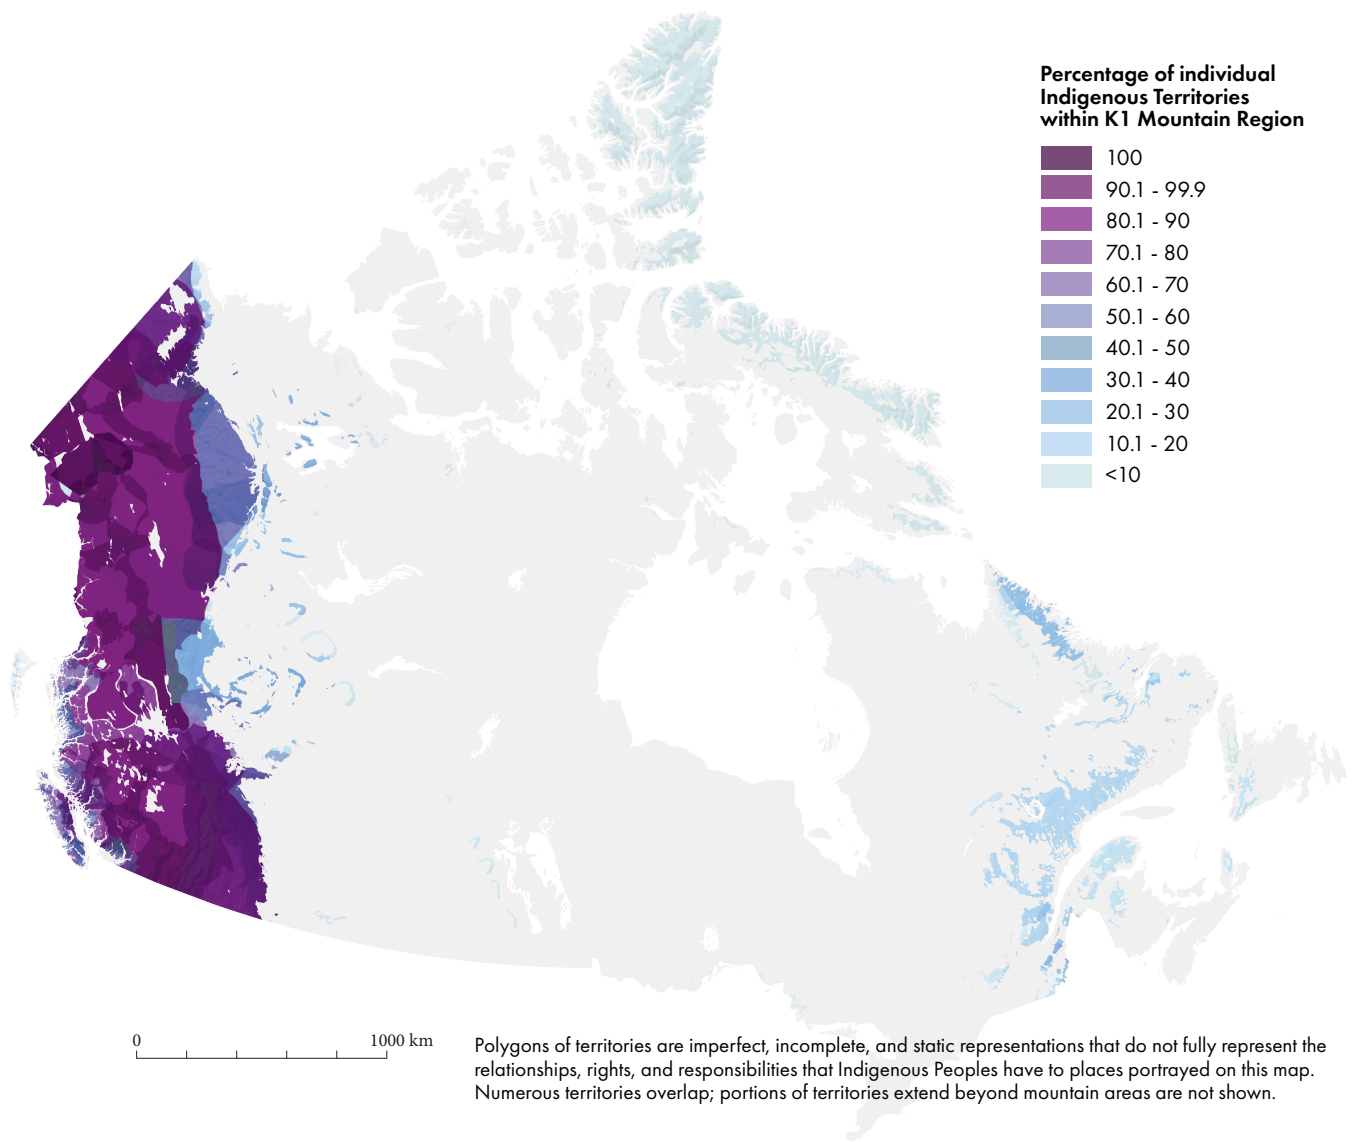 Percentage of individual
Indigenous Territories
within K1 Mountain Region
100
90.1 - 99.9
80.1 - 90
70.1 - 80
60.1 - 70
50.1 - 60
40.1 - 50
30.1 - 40
20.1 - 30
10.1 - 20
<10
0 1000 km
Polygons of territories are imperfect, incomplete, and static representations that do not fully represent the
relationships, rights, and responsibilities that Indigenous Peoples have to places portrayed on this map.
Numerous territories overlap; portions of territories extend beyond mountain areas are not shown.